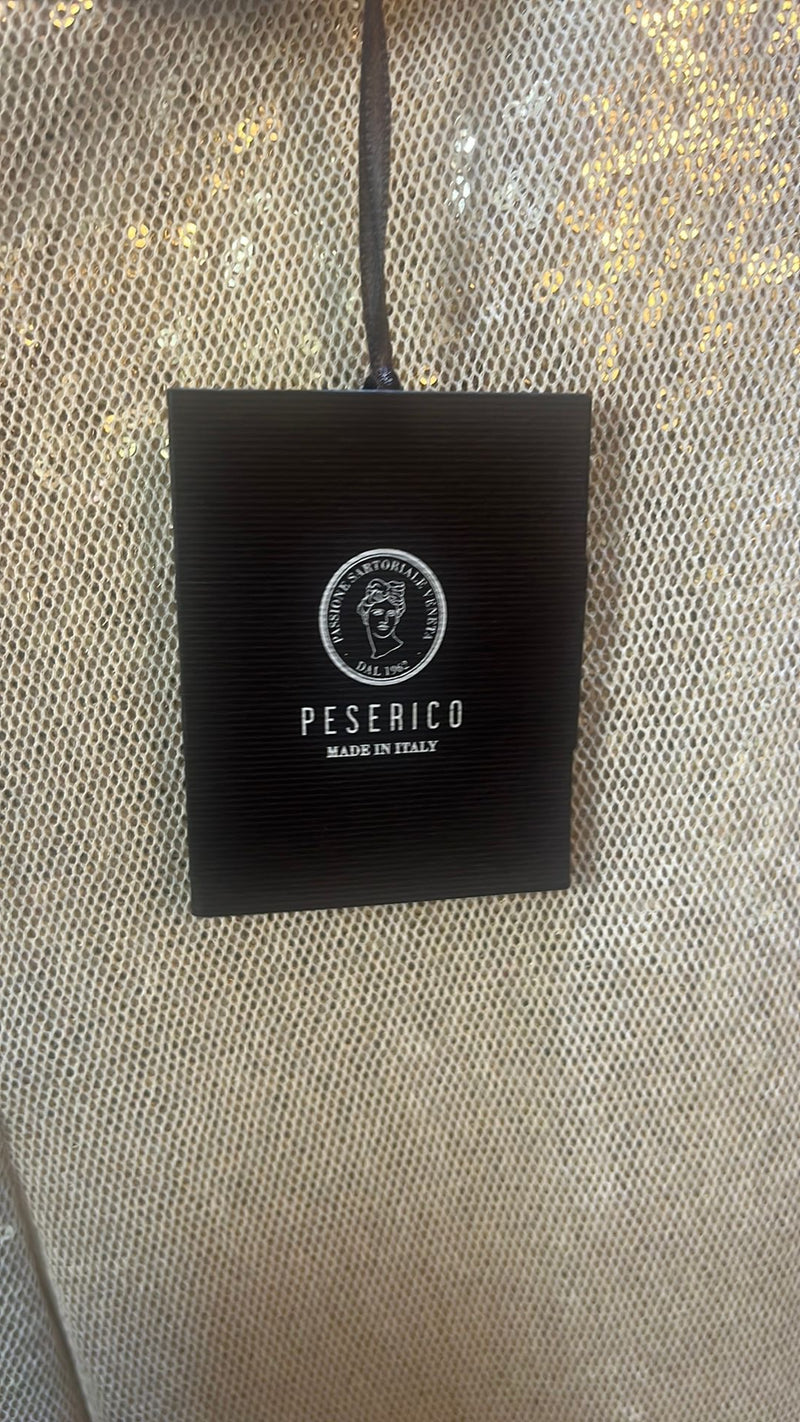 PASSIONE SARTORIALE VENETA
DAL 1962
PESERICO
MADE IN ITALY